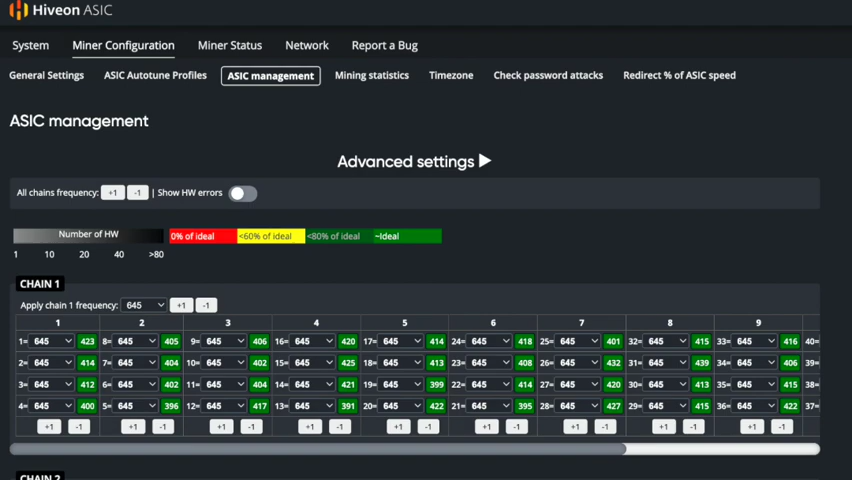 Hiveon ASIC
System Miner Configuration Miner Status Network Report a Bug
General Settings ASIC Autotune Profiles ASIC management Mining statistics Timezone Check password attacks Redirect % of ASIC speed
ASIC management
Advanced settings ▶
All chains frequency: +1 -1 | Show HW errors
Number of HW 0% of ideal <60% of ideal <80% of ideal ~Ideal
1 10 20 40 >80
CHAIN 1
Apply chain 1 frequency: 645 +1 -1
1 2 3 4 5 6 7 8 9
1= 645 423 8= 645 405 9= 645 406 16= 645 420 17= 645 414 24= 645 418 25= 645 401 32= 645 415 33= 645 416 40=
2= 645 414 7= 645 404 10= 645 402 15= 645 425 18= 645 413 23= 645 408 26= 645 432 31= 645 439 34= 645 406 39=
3= 645 412 6= 645 402 11= 645 404 14= 645 421 19= 645 399 22= 645 414 27= 645 420 30= 645 413 35= 645 415 38=
4= 645 400 5= 645 396 12= 645 417 13= 645 391 20= 645 422 21= 645 395 28= 645 427 29= 645 415 36= 645 422 37=
+1 -1 +1 -1 +1 -1 +1 -1 +1 -1 +1 -1 +1 -1 +1 -1 +1 -1
CHAIN 2